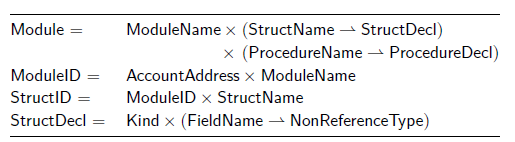 Module = ModuleName × (StructName ⇀ StructDecl)
× (ProcedureName ⇀ ProcedureDecl)
ModuleID = AccountAddress × ModuleName
StructID = ModuleID × StructName
StructDecl = Kind × (FieldName ⇀ NonReferenceType)